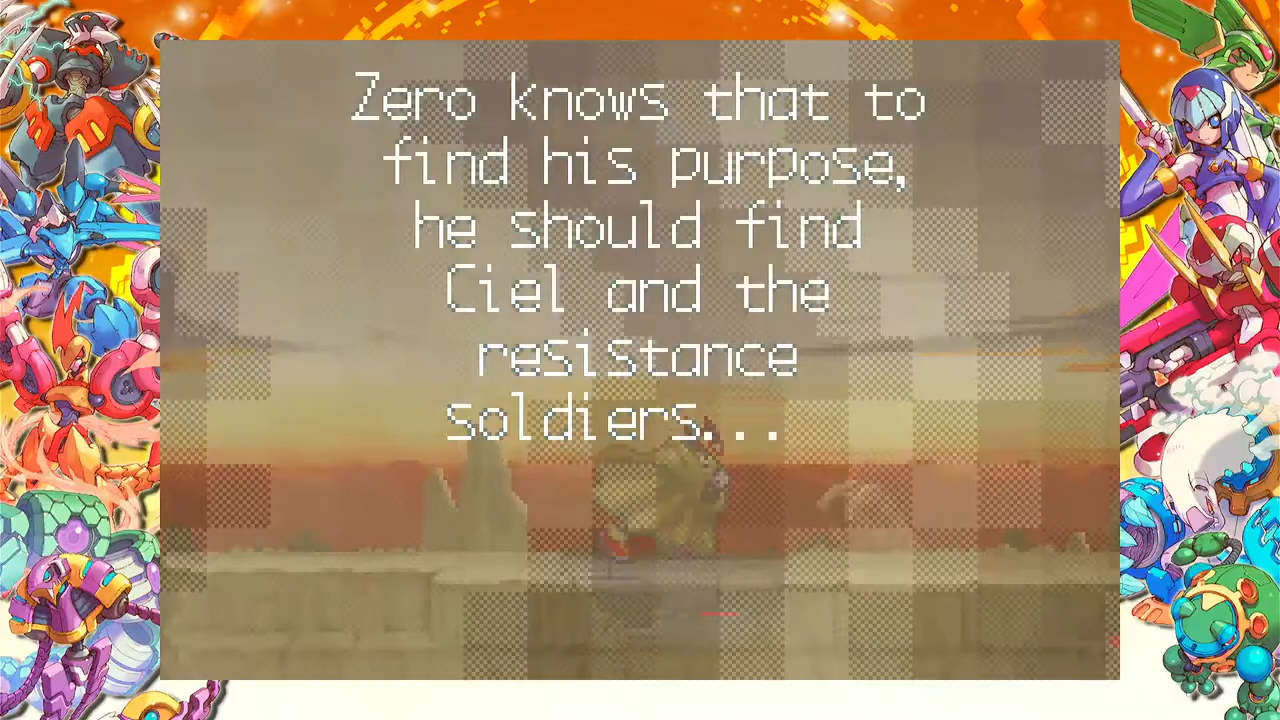 Zero knows that to
find his purpose,
he should find
Ciel and the
resistance
soldiers...